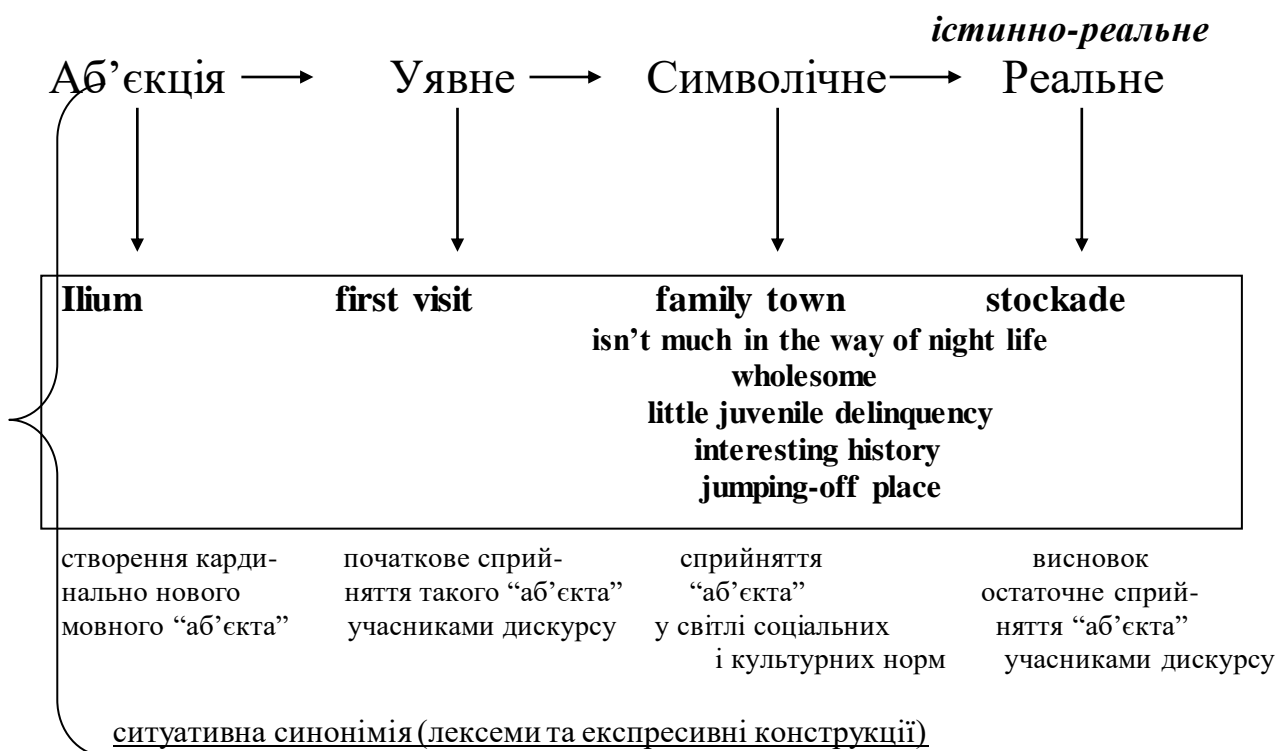 істинно-реальне
Аб’єкція Уявне Символічне Реальне
Ilium first visit family town stockade
isn’t much in the way of night life
wholesome
little juvenile delinquency
interesting history
jumping-off place
створення карди- початкове сприй- сприйняття висновок
нально нового няття такого “аб’єкта” “аб’єкта” остаточне сприй-
мовного “аб’єкта” учасниками дискурсу у світлі соціальних няття “аб’єкта”
і культурних норм учасниками дискурсу
ситуативна синонімія (лексеми та експресивні конструкції)